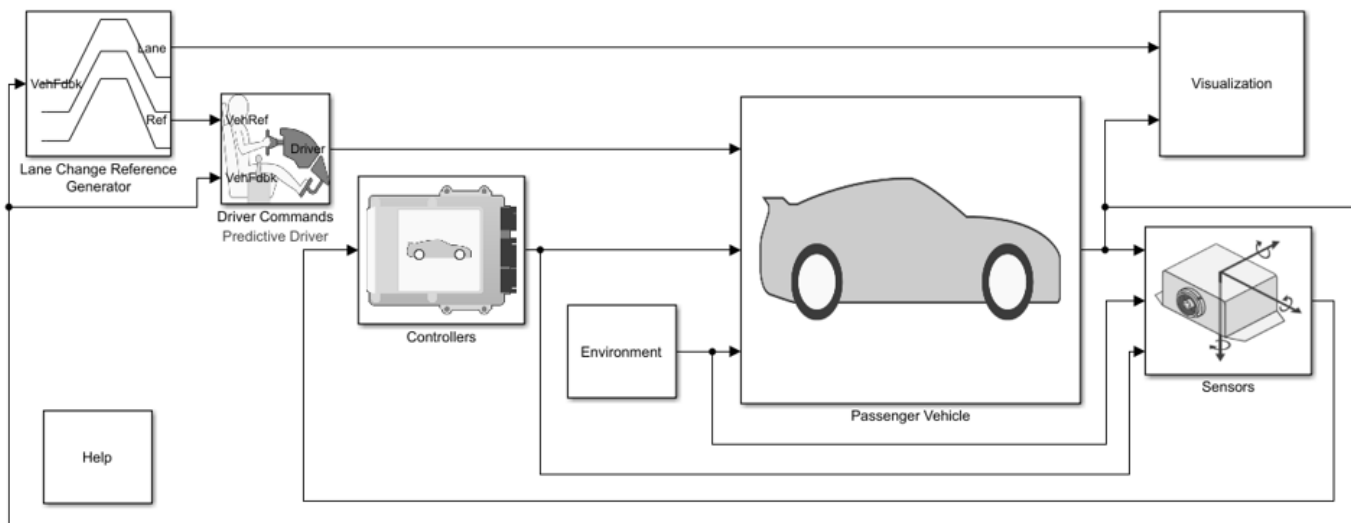 Lane
VehFdbk
Ref
Lane Change Reference
Generator
VehRef
Driver
VehFdbk
Driver Commands
Predictive Driver
Controllers
Environment
Passenger Vehicle
Visualization
Sensors
Help